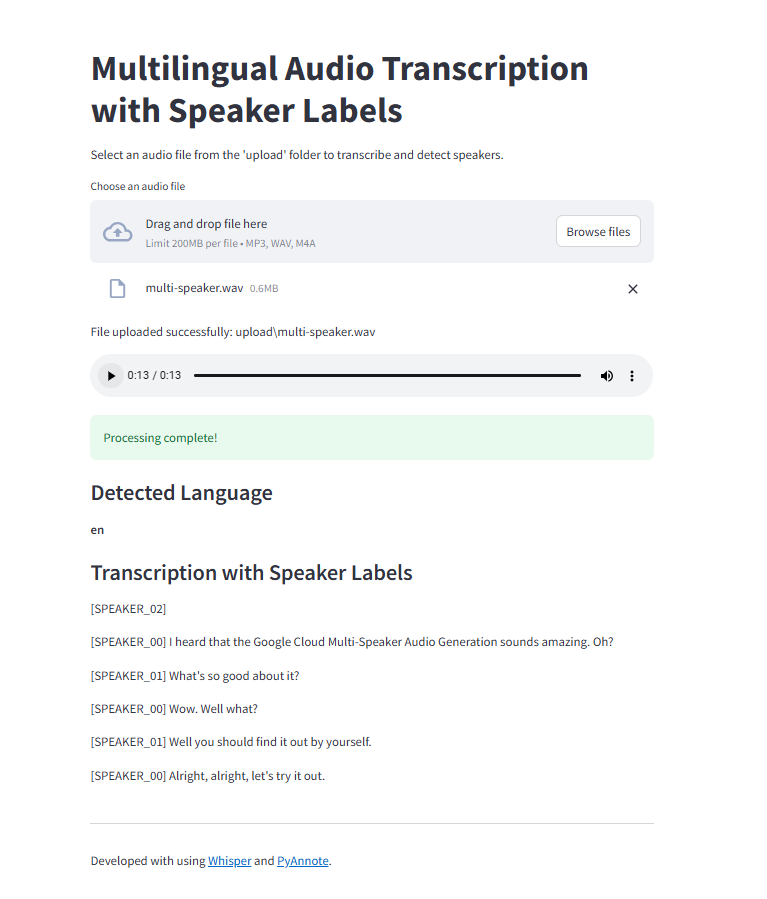 Multilingual Audio Transcription
with Speaker Labels
Select an audio file from the 'upload' folder to transcribe and detect speakers.
Choose an audio file
Drag and drop file here
Limit 200MB per file • MP3, WAV, M4A
Browse files
multi-speaker.wav 0.6MB
File uploaded successfully: upload\multi-speaker.wav
0:13 / 0:13
Processing complete!
Detected Language
en
Transcription with Speaker Labels
[SPEAKER_02]
[SPEAKER_00] I heard that the Google Cloud Multi-Speaker Audio Generation sounds amazing. Oh?
[SPEAKER_01] What's so good about it?
[SPEAKER_00] Wow. Well what?
[SPEAKER_01] Well you should find it out by yourself.
[SPEAKER_00] Alright, alright, let's try it out.
Developed with using Whisper and PyAnnote.